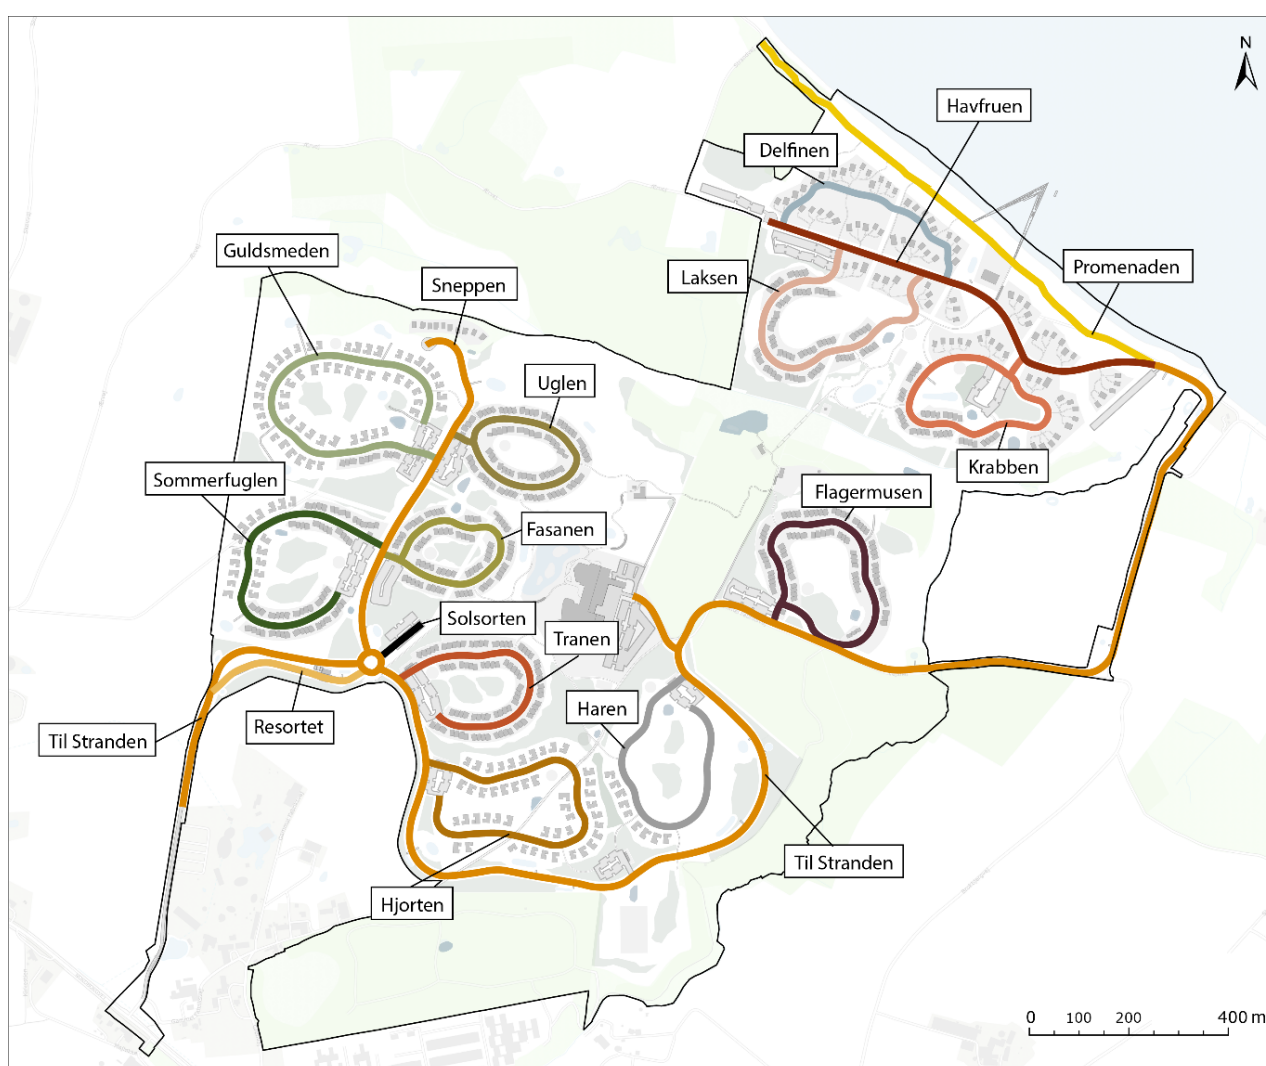 N
Havfruen
Delfinen
Guldsmeden
Promenaden
Laksen
Sneppen
Uglen
Krabben
Sommerfuglen
Flagermusen
Fasanen
Solsorten
Tranen
Haren
Resortet
Til Stranden
Til Stranden
Hjorten
0 100 200 400 m